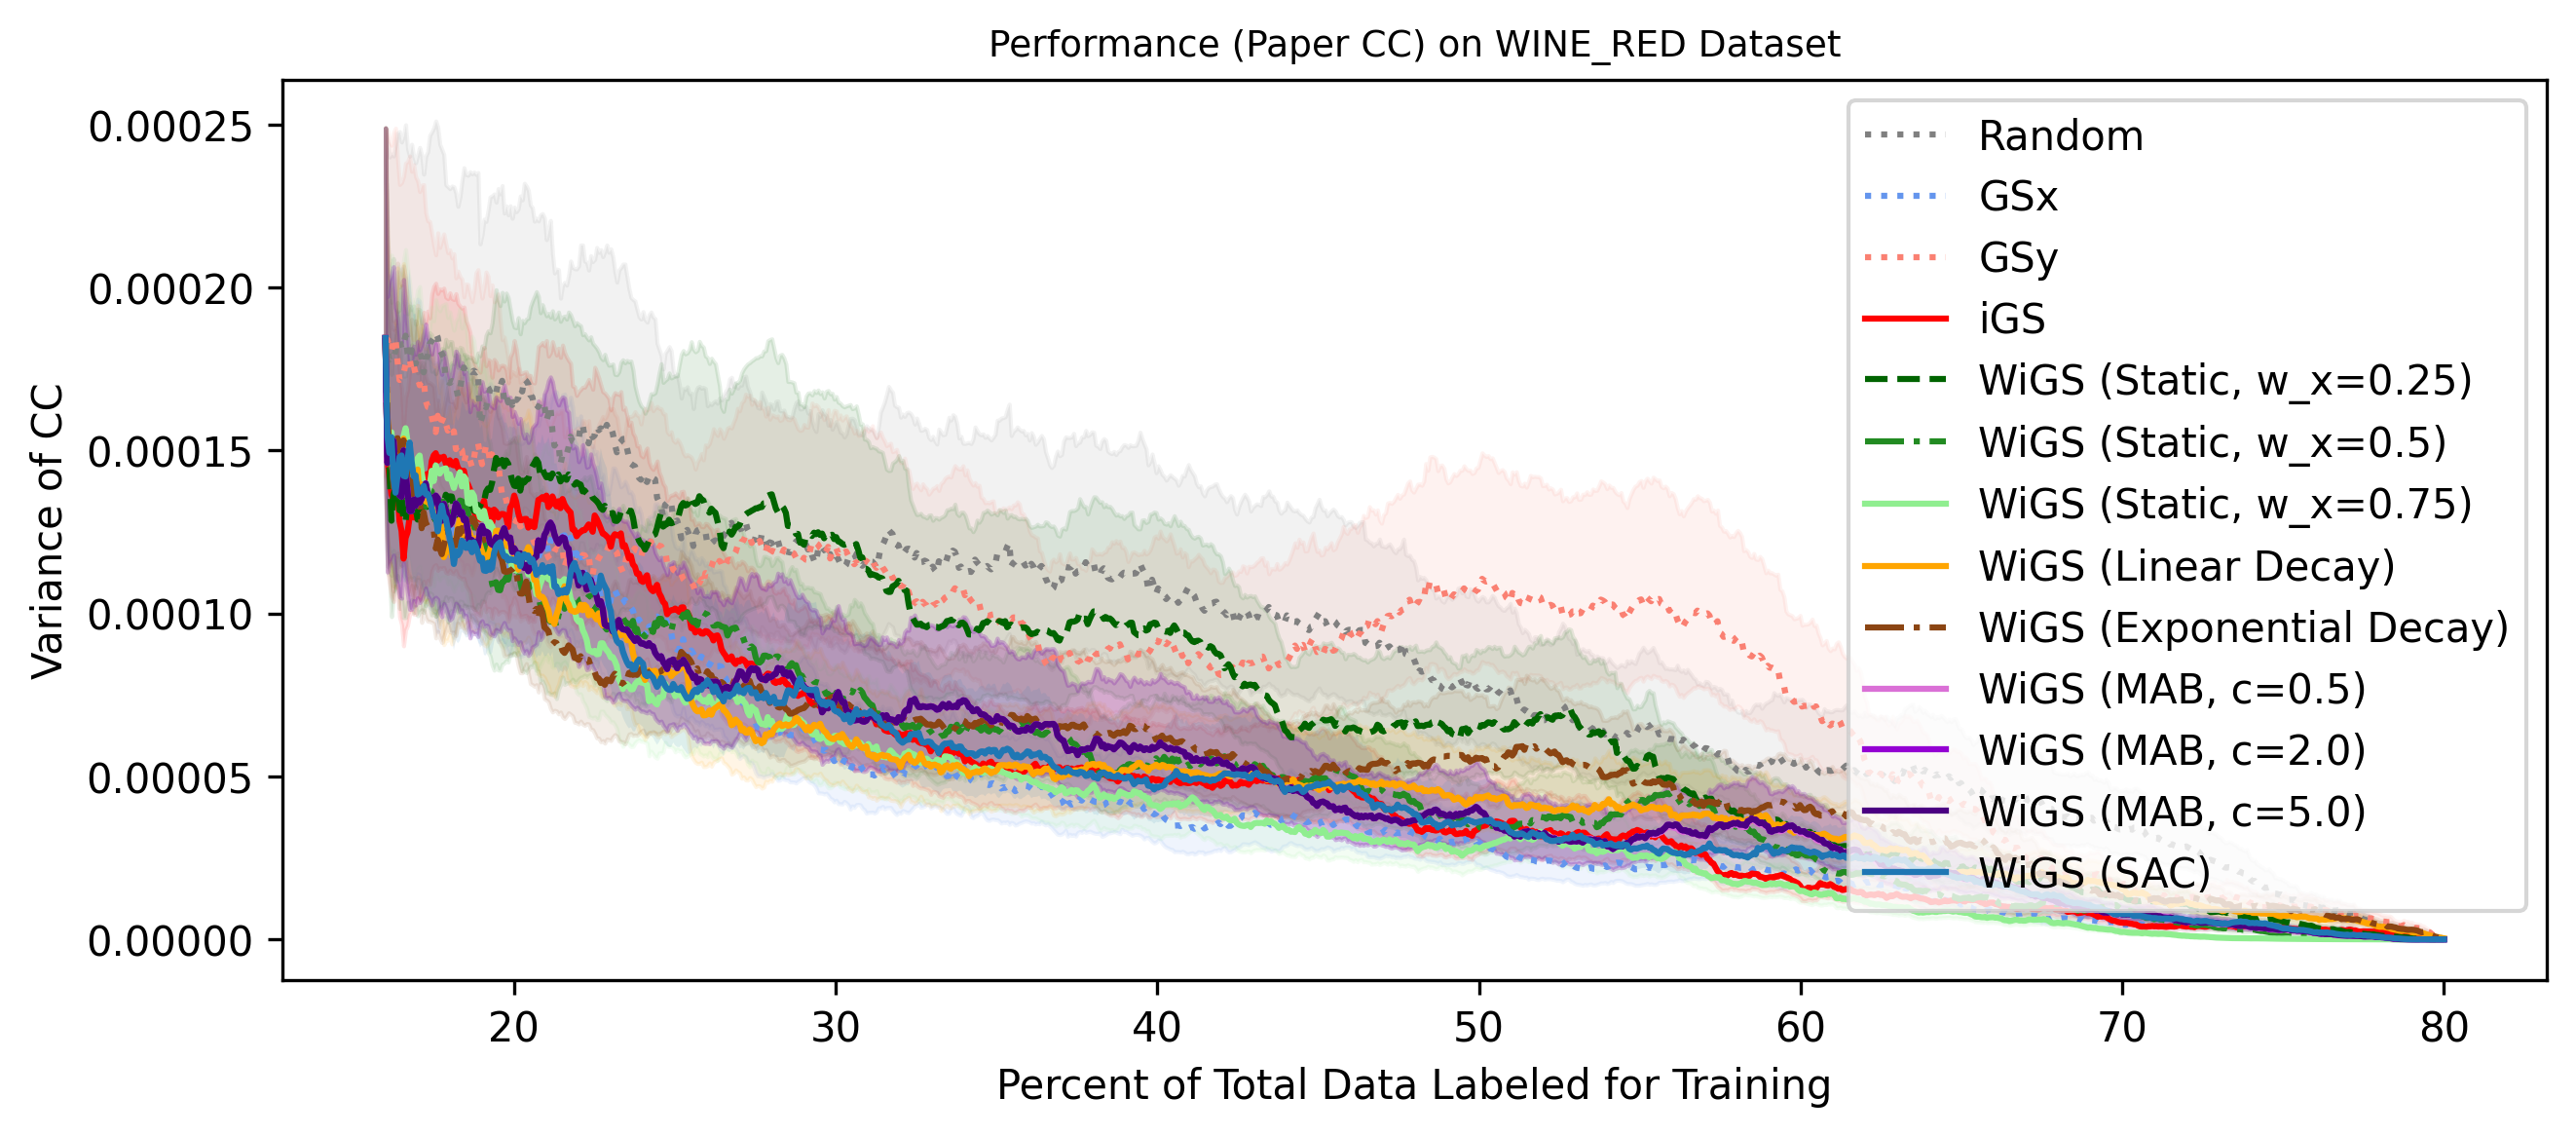 Performance (Paper CC) on WINE_RED Dataset
Variance of CC
0.00025
0.00020
0.00015
0.00010
0.00005
0.00000
20 30 40 50 60 70 80
Percent of Total Data Labeled for Training
Random
GSx
GSy
iGS
WiGS (Static, w_x=0.25)
WiGS (Static, w_x=0.5)
WiGS (Static, w_x=0.75)
WiGS (Linear Decay)
WiGS (Exponential Decay)
WiGS (MAB, c=0.5)
WiGS (MAB, c=2.0)
WiGS (MAB, c=5.0)
WiGS (SAC)